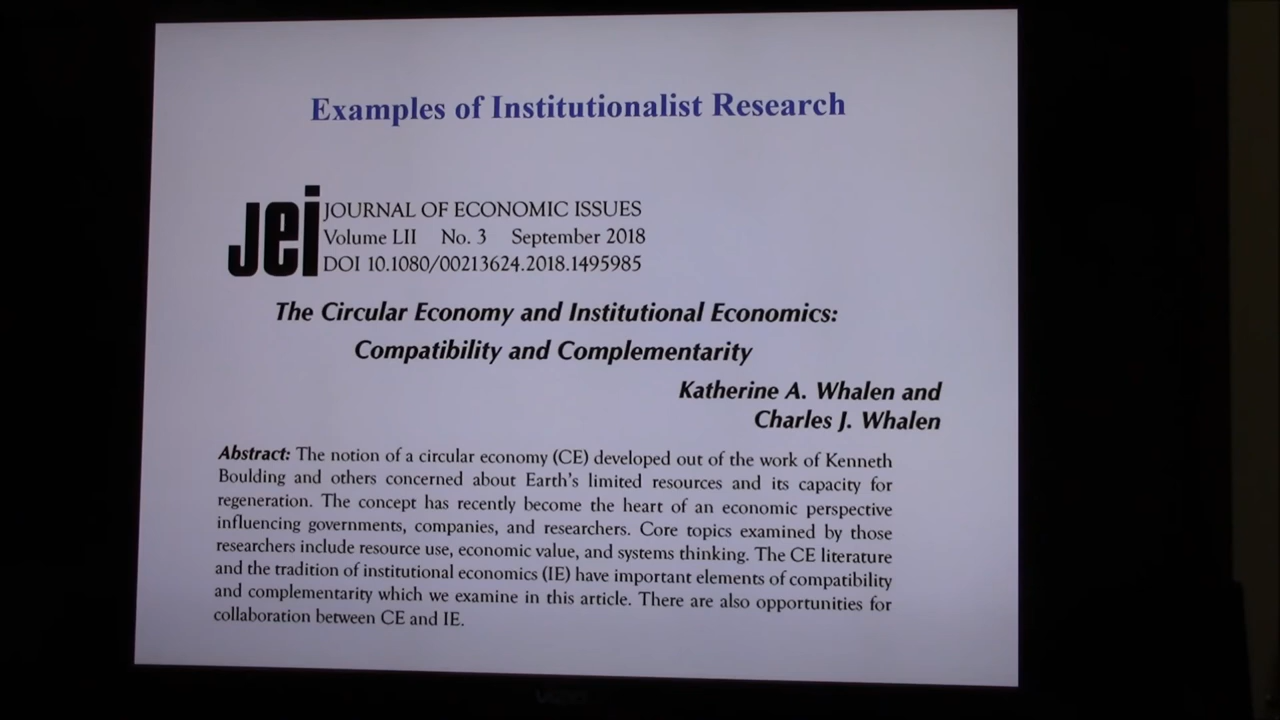 Examples of Institutionalist Research
jei
JOURNAL OF ECONOMIC ISSUES
Volume LII No. 3 September 2018
DOI 10.1080/00213624.2018.1495985
The Circular Economy and Institutional Economics:
Compatibility and Complementarity
Katherine A. Whalen and
Charles J. Whalen
Abstract: The notion of a circular economy (CE) developed out of the work of Kenneth
Boulding and others concerned about Earth's limited resources and its capacity for
regeneration. The concept has recently become the heart of an economic perspective
influencing governments, companies, and researchers. Core topics examined by those
researchers include resource use, economic value, and systems thinking. The CE literature
and the tradition of institutional economics (IE) have important elements of compatibility
and complementarity which we examine in this article. There are also opportunities for
collaboration between CE and IE.